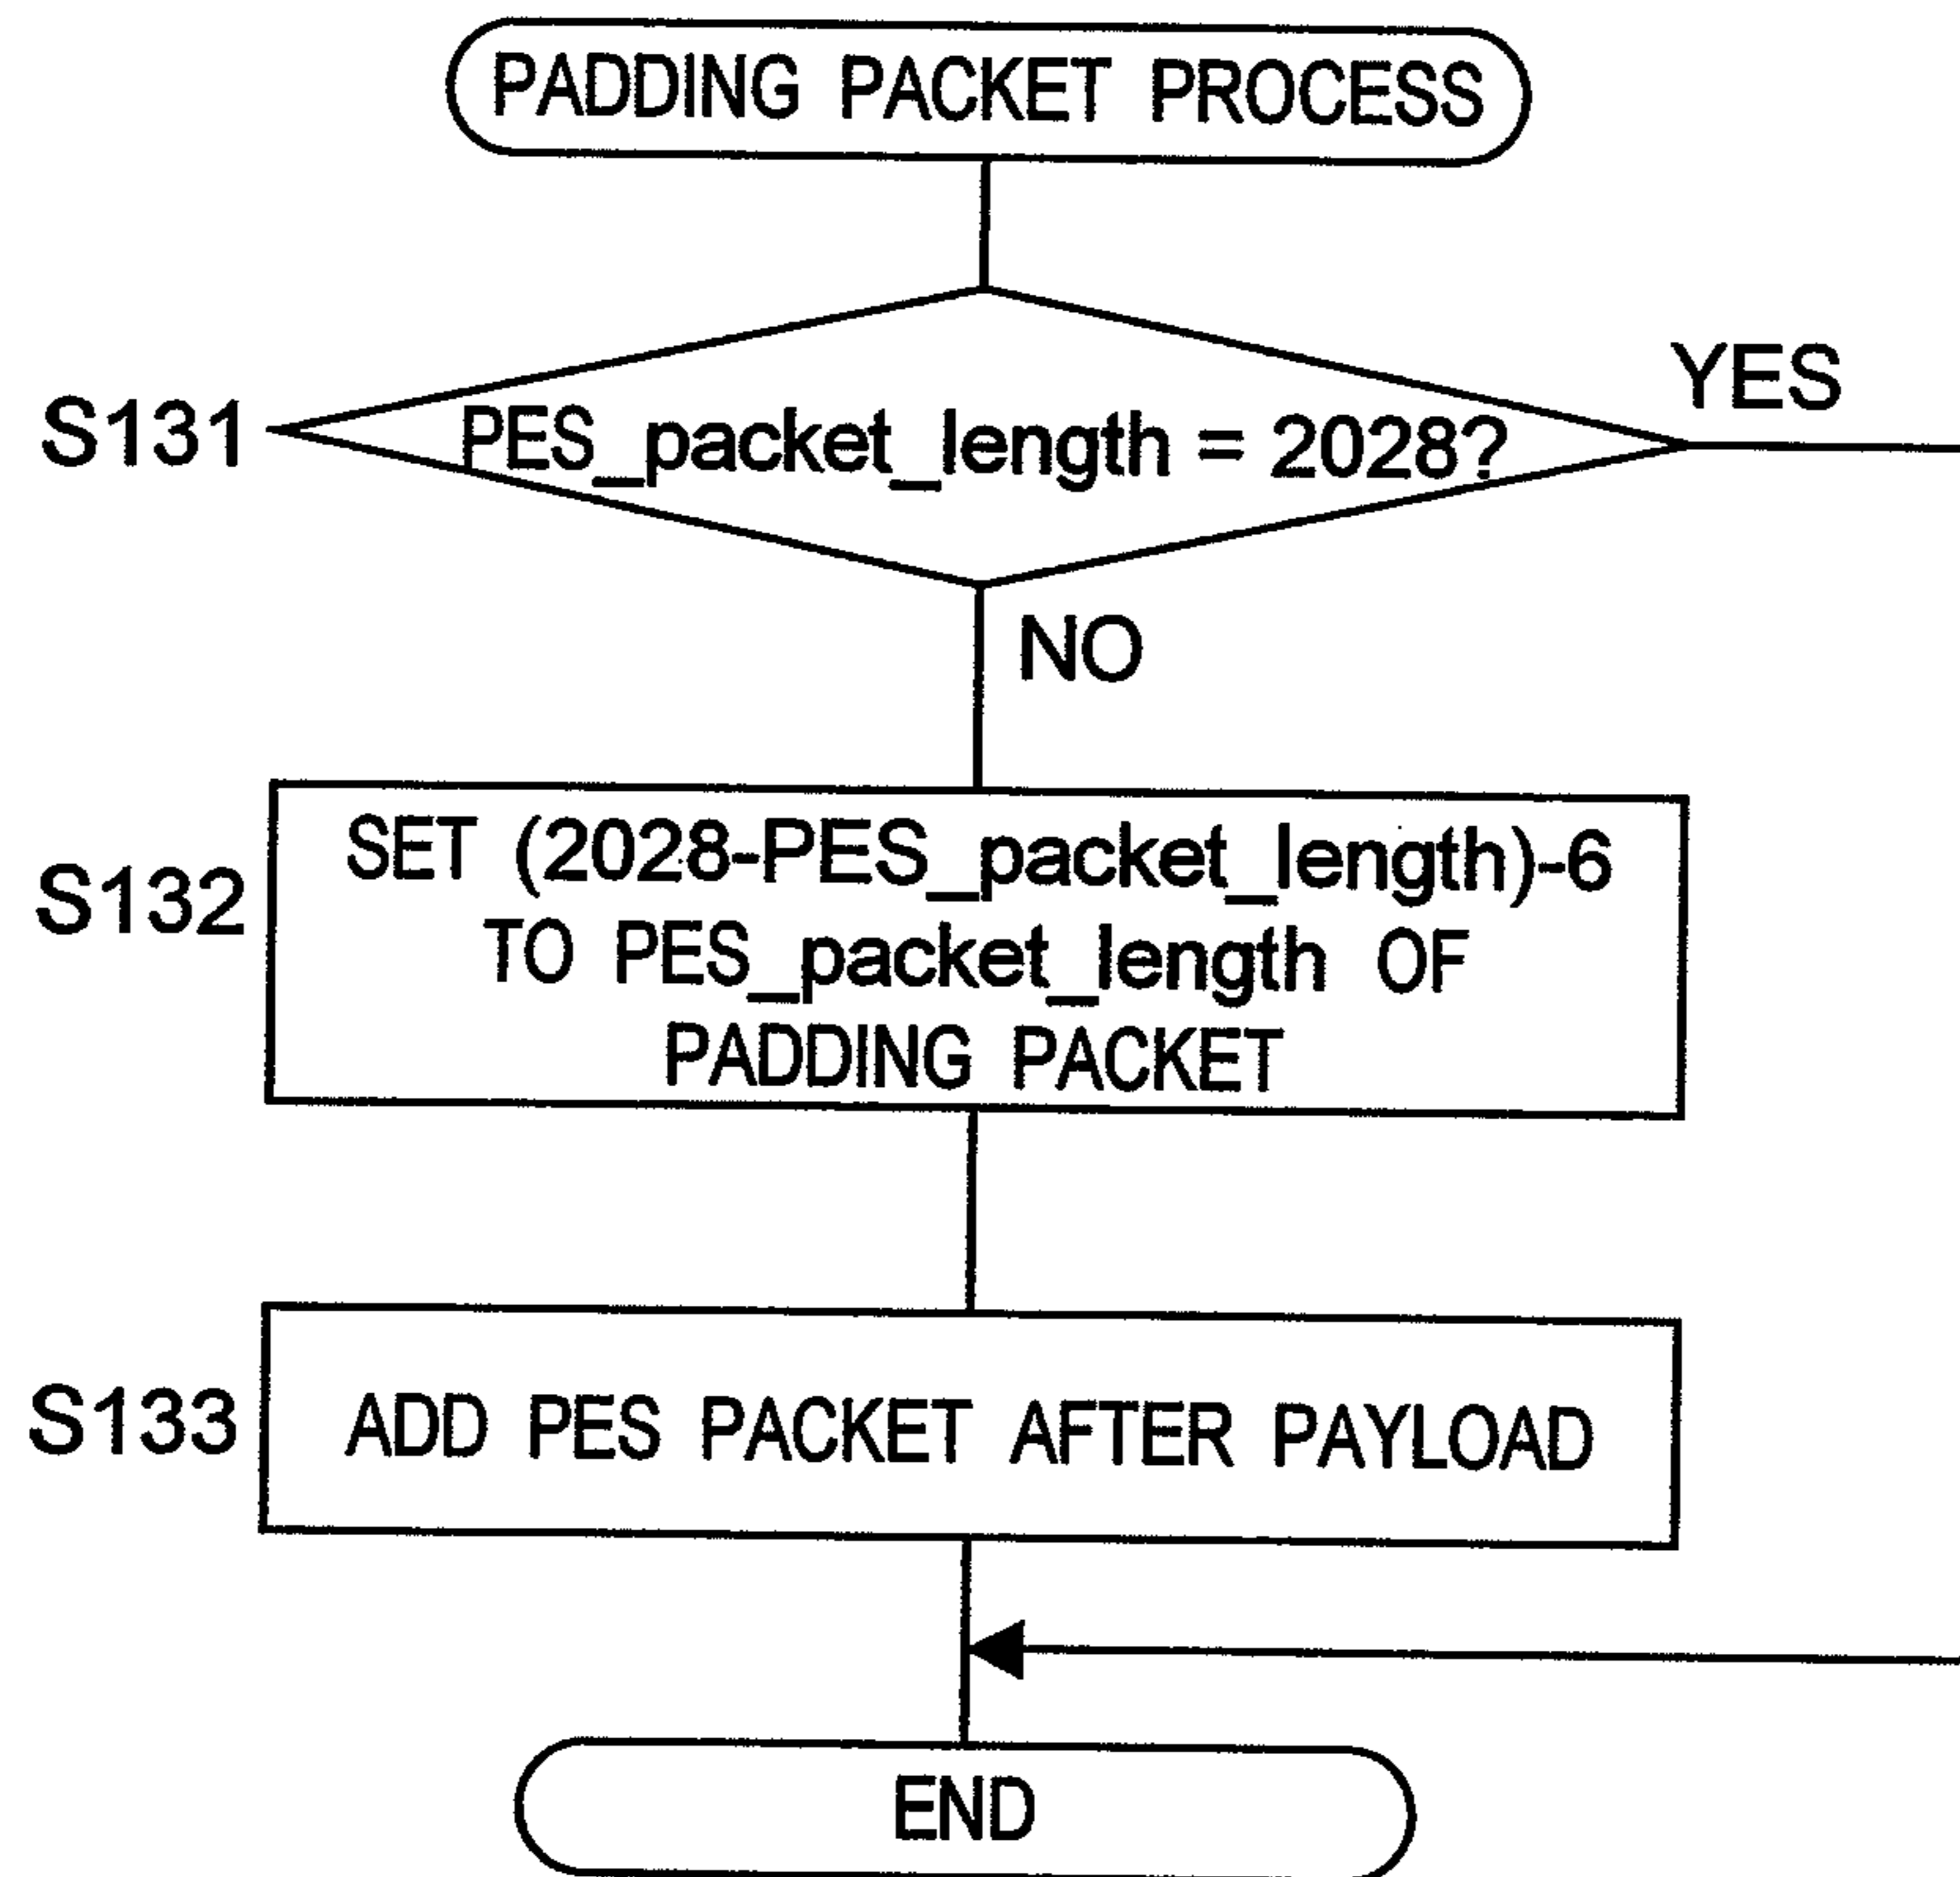 PADDING PACKET PROCESS
S131
PES_packet_length = 2028?
YES
NO
S132
SET (2028-PES_packet_length)-6
TO PES_packet_length OF
PADDING PACKET
S133
ADD PES PACKET AFTER PAYLOAD
END